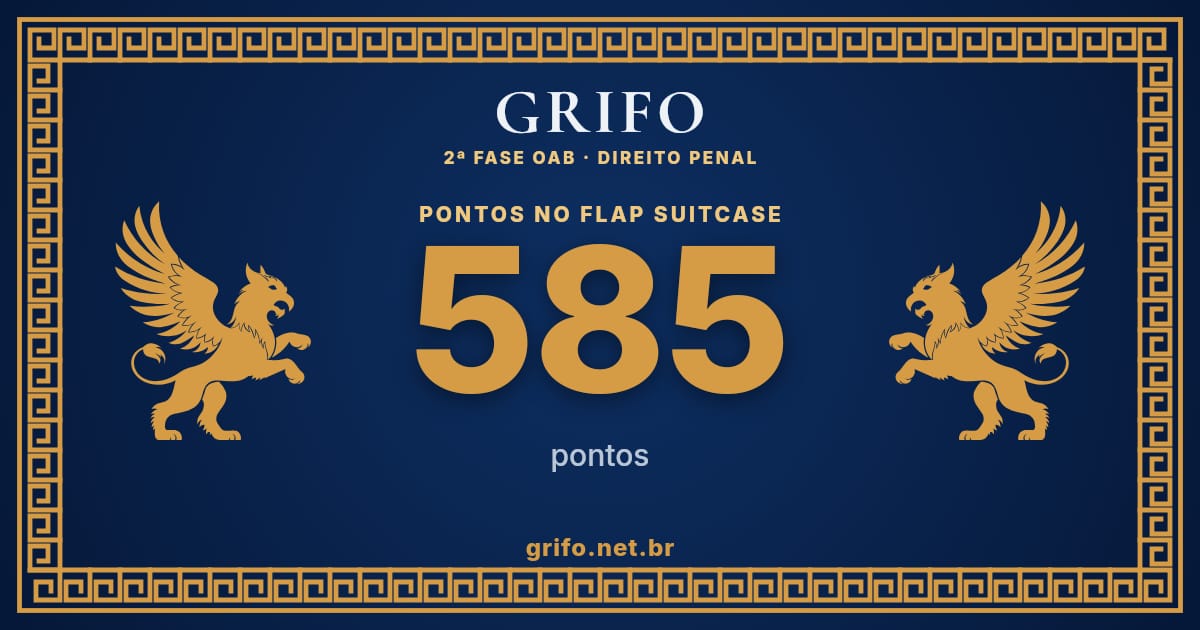 GRIFO
2ª FASE OAB · DIREITO PENAL
PONTOS NO FLAP SUITCASE
585
pontos
grifo.net.br